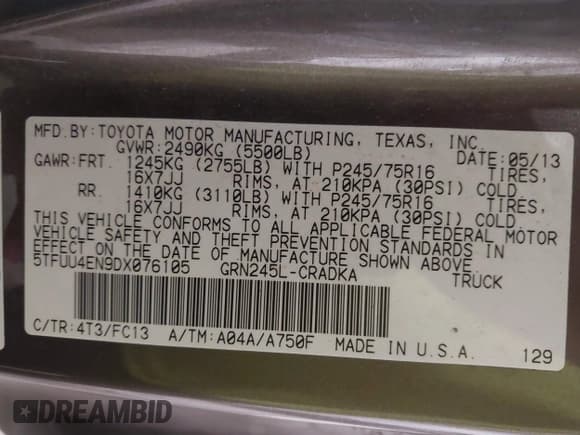 MFD.BY:TOYOTA MOTOR MANUFACTURING, TEXAS, INC.
GVWR:2490KG (5500LB) DATE:05/13
GAWR:FRT. 1245KG (2755LB) WITH P245/75R16 TIRES,
16X7JJ RIMS, AT 210KPA (30PSI) COLD
RR. 1410KG (3110LB) WITH P245/75R16 TIRES,
16X7JJ RIMS, AT 210KPA (30PSI) COLD.
THIS VEHICLE CONFORMS TO ALL APPLICABLE FEDERAL MOTOR
VEHICLE SAFETY AND THEFT PREVENTION STANDARDS IN
EFFECT ON THE DATE OF MANUFACTURE SHOWN ABOVE.
5TFUU4EN9DX076105 GRN245L-CRADKA TRUCK
C/TR:4T3/FC13 A/TM:A04A/A750F MADE IN U.S.A. 129
DREAMBID